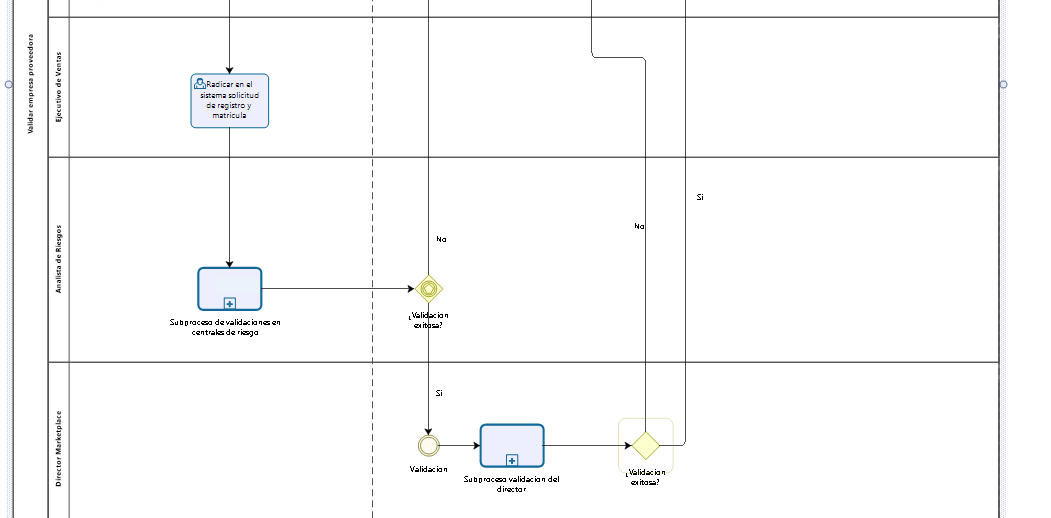 Validar empresa proveedora
Ejecutivo de Ventas
Radicar en el
sistema solicitud
de registro y
matricula
Analista de Riesgos
Si
No
No
Subproceso de validaciones en
centrales de riesgo
¿Validacion
exitosa?
Director Marketplace
Si
Validacion
Subproceso validacion del
director
¿Validacion
exitosa?